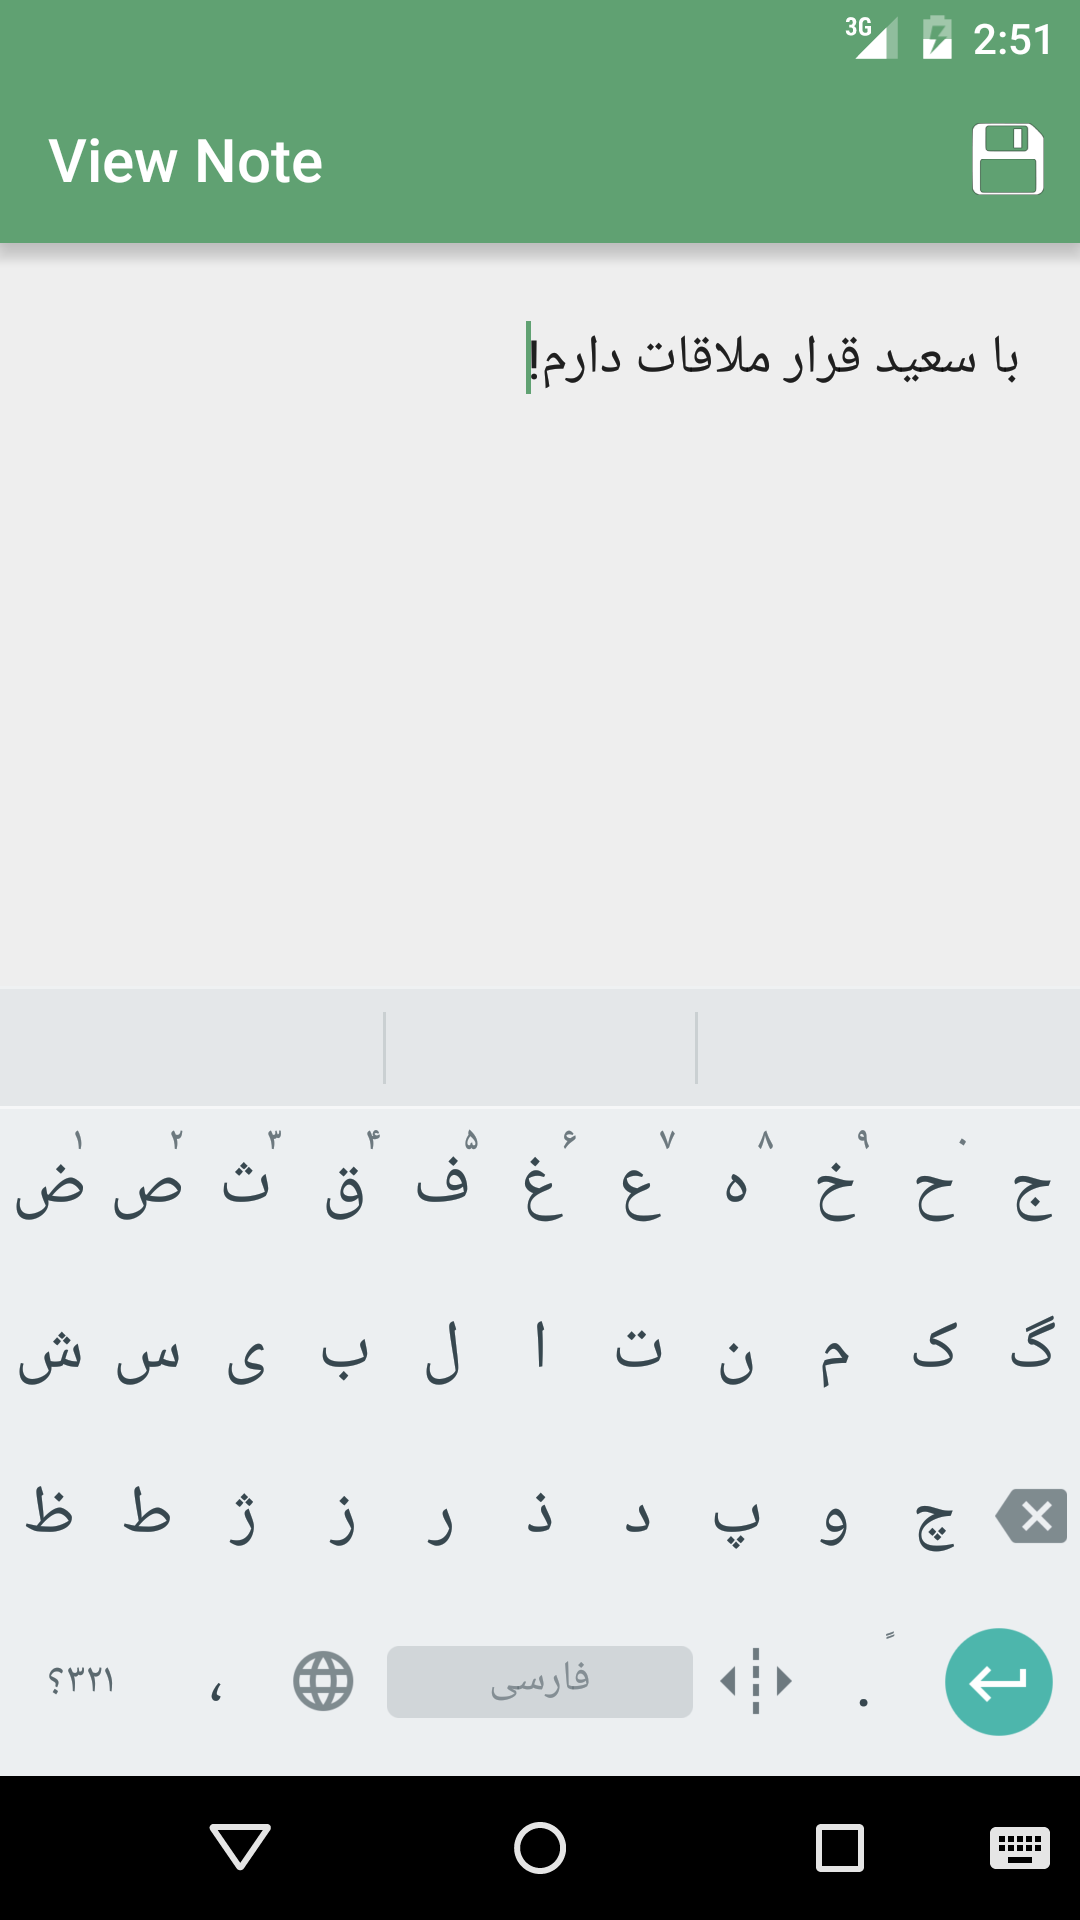 3G 2:51
View Note
با سعید قرار ملاقات دارم!
۱ ۲ ۳ ۴ ۵ ۶ ۷ ۸ ۹ ۰
ض ص ث ق ف غ ع ه خ ح ج
ش س ی ب ل ا ت ن م ک گ
ظ ط ژ ز ر ذ د پ و چ
۳۲۱؟ ، فارسی . ً